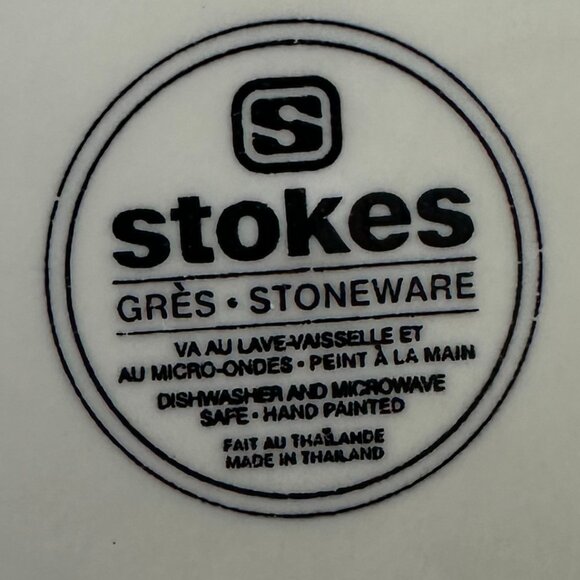 S
stokes
GRÈS • STONEWARE
VA AU LAVE-VAISSELLE ET
AU MICRO-ONDES • PEINT À LA MAIN
DISHWASHER AND MICROWAVE
SAFE • HAND PAINTED
FAIT AU THAÏLANDE
MADE IN THAILAND